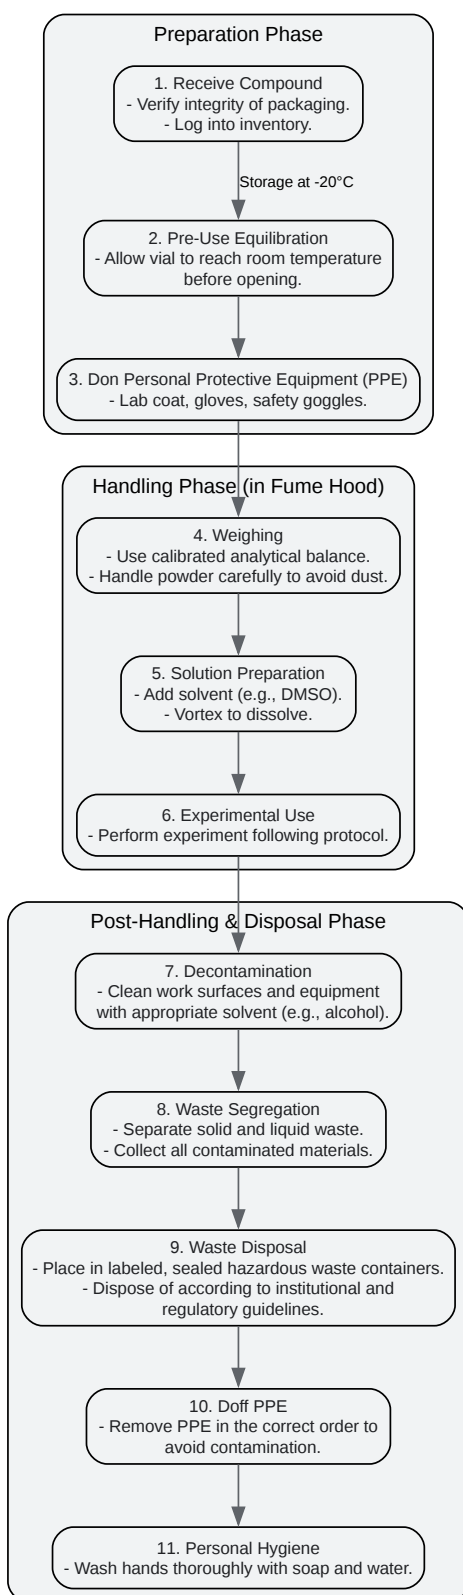 Preparation Phase
1. Receive Compound
- Verify integrity of packaging.
- Log into inventory.
Storage at -20°C
2. Pre-Use Equilibration
- Allow vial to reach room temperature
before opening.
3. Don Personal Protective Equipment (PPE)
- Lab coat, gloves, safety goggles.
Handling Phase (in Fume Hood)
4. Weighing
- Use calibrated analytical balance.
- Handle powder carefully to avoid dust.
5. Solution Preparation
- Add solvent (e.g., DMSO).
- Vortex to dissolve.
6. Experimental Use
- Perform experiment following protocol.
Post-Handling & Disposal Phase
7. Decontamination
- Clean work surfaces and equipment
with appropriate solvent (e.g., alcohol).
8. Waste Segregation
- Separate solid and liquid waste.
- Collect all contaminated materials.
9. Waste Disposal
- Place in labeled, sealed hazardous waste containers.
- Dispose of according to institutional and
regulatory guidelines.
10. Doff PPE
- Remove PPE in the correct order to
avoid contamination.
11. Personal Hygiene
- Wash hands thoroughly with soap and water.